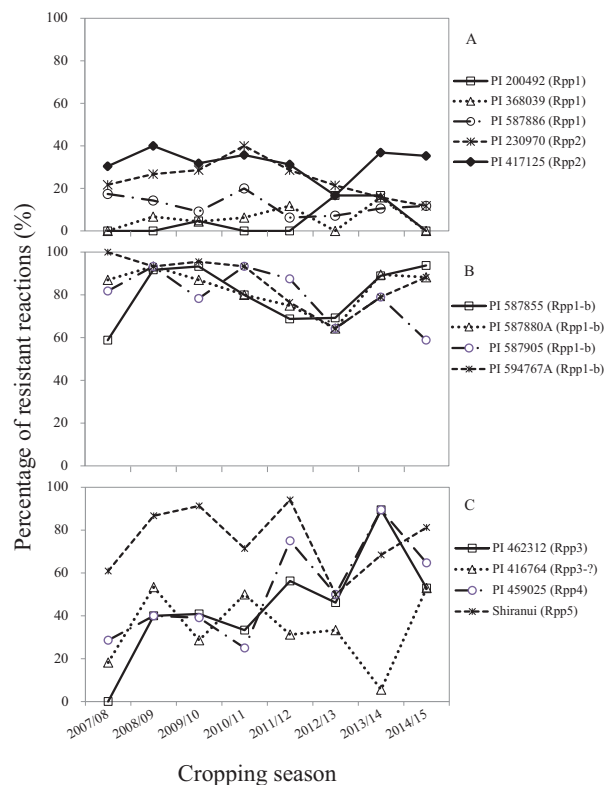 Percentage of resistant reactions (%)
100
80
60
40
20
0
A
PI 200492 (Rpp1)
PI 368039 (Rpp1)
PI 587886 (Rpp1)
PI 230970 (Rpp2)
PI 417125 (Rpp2)
100
80
60
40
20
0
B
PI 587855 (Rpp1-b)
PI 587880A (Rpp1-b)
PI 587905 (Rpp1-b)
PI 594767A (Rpp1-b)
100
80
60
40
20
0
C
PI 462312 (Rpp3)
PI 416764 (Rpp3-?)
PI 459025 (Rpp4)
Shiranui (Rpp5)
2007/08
2008/09
2009/10
2010/11
2011/12
2012/13
2013/14
2014/15
Cropping season